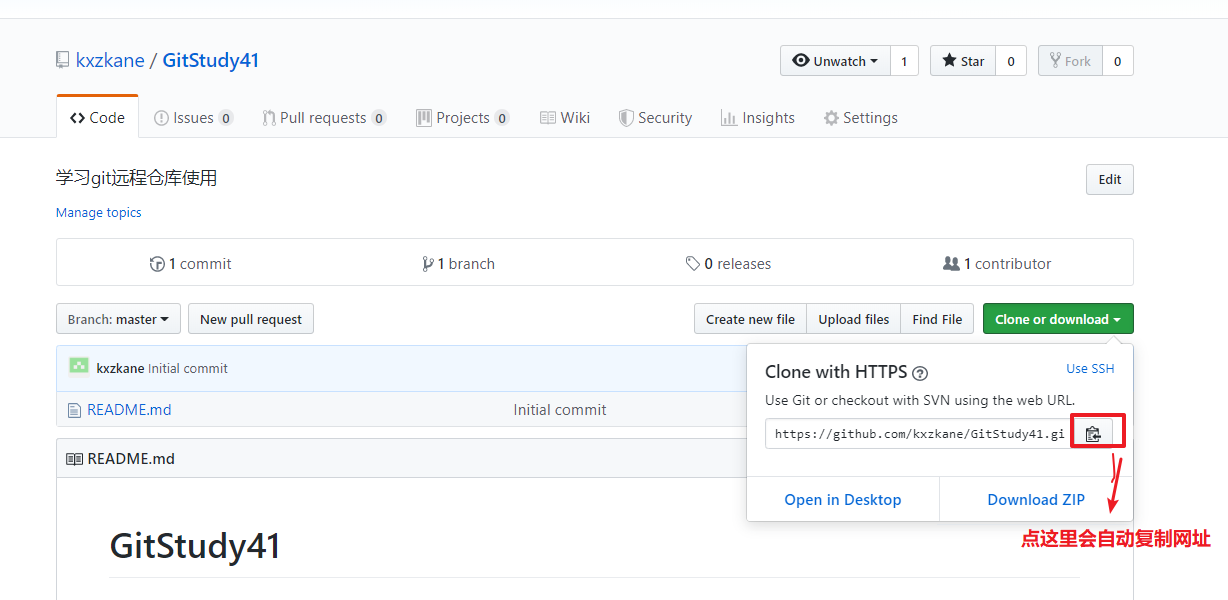 kxzkane / GitStudy41
Unwatch 1 Star 0 Fork 0
Code Issues 0 Pull requests 0 Projects 0 Wiki Security Insights Settings
学习git远程仓库使用 Edit
Manage topics
1 commit 1 branch 0 releases 1 contributor
Branch: master New pull request Create new file Upload files Find File Clone or download
kxzkane Initial commit
README.md Initial commit
Clone with HTTPS ? Use SSH
Use Git or checkout with SVN using the web URL.
https://github.com/kxzkane/GitStudy41.gi
Open in Desktop Download ZIP
点这里会自动复制网址
README.md
GitStudy41